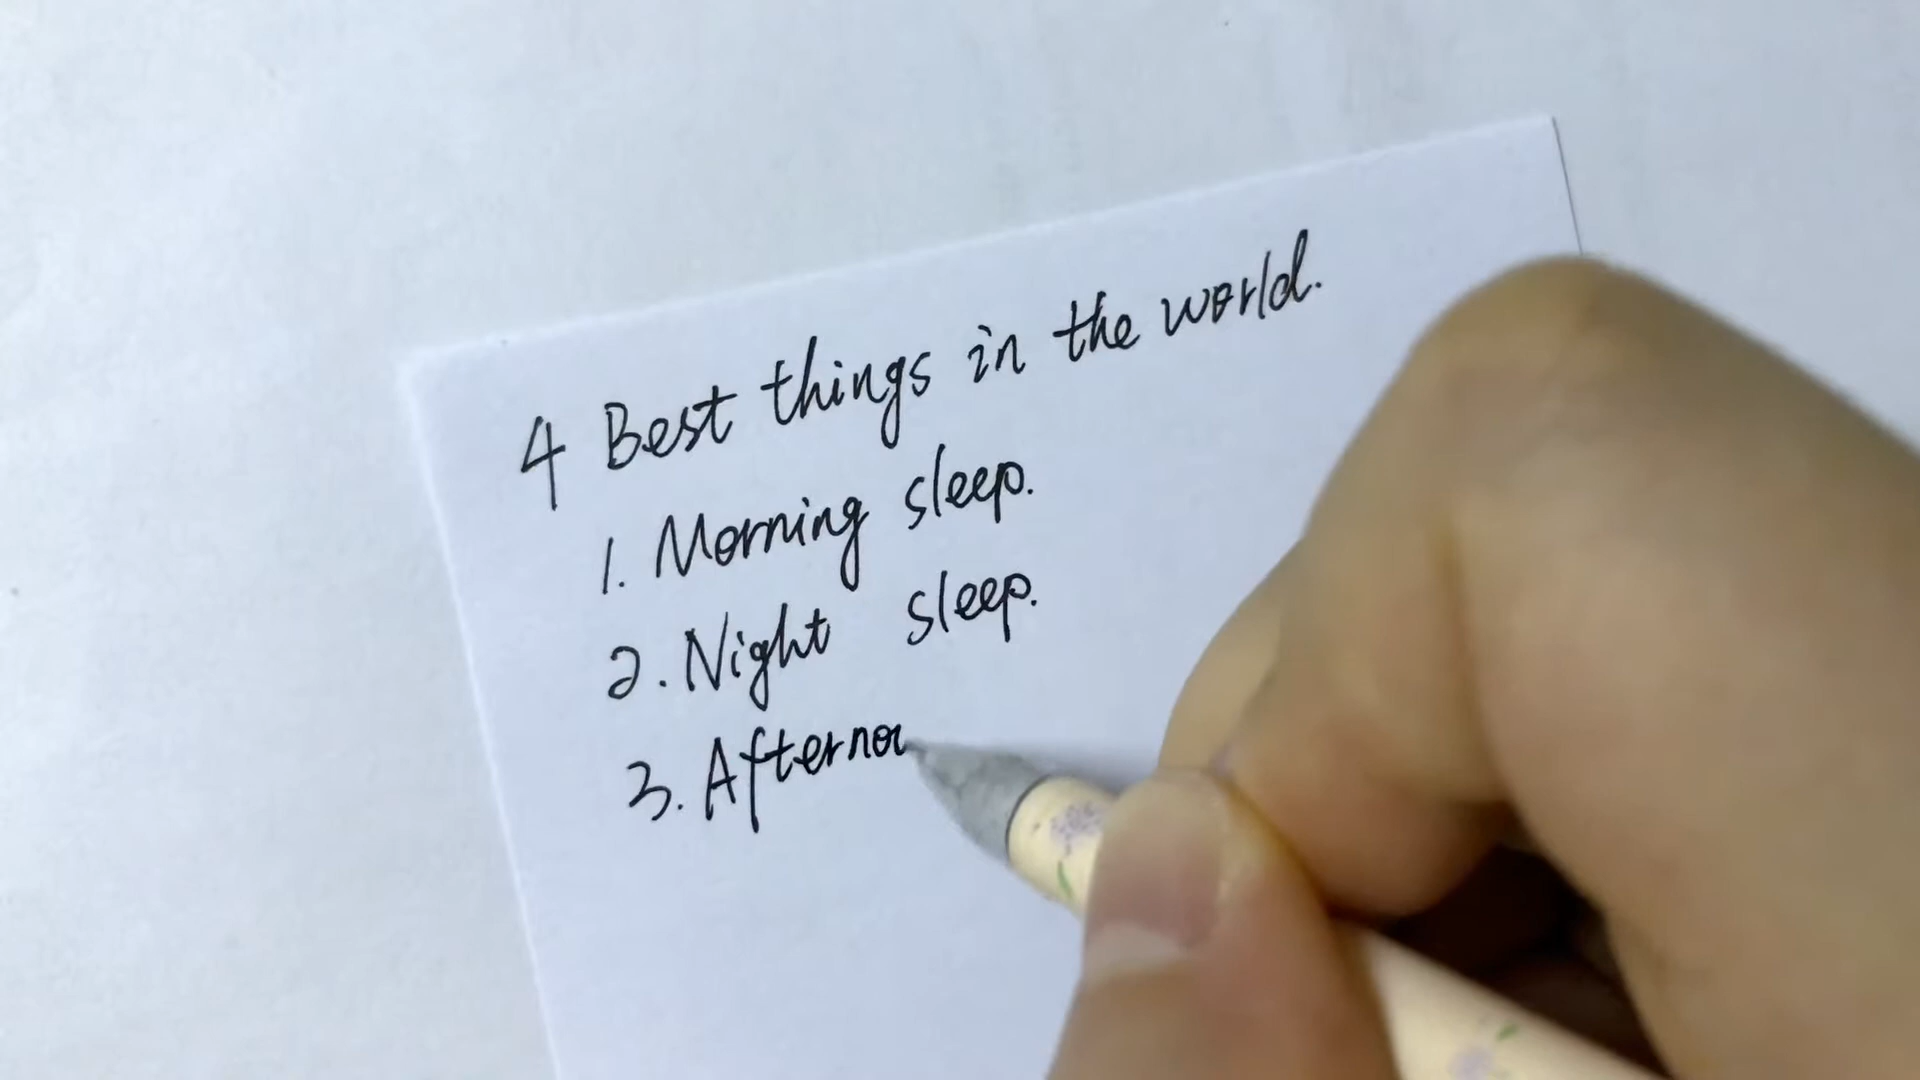 4 Best things in the world.
1. Morning sleep.
2. Night sleep.
3. Afterno